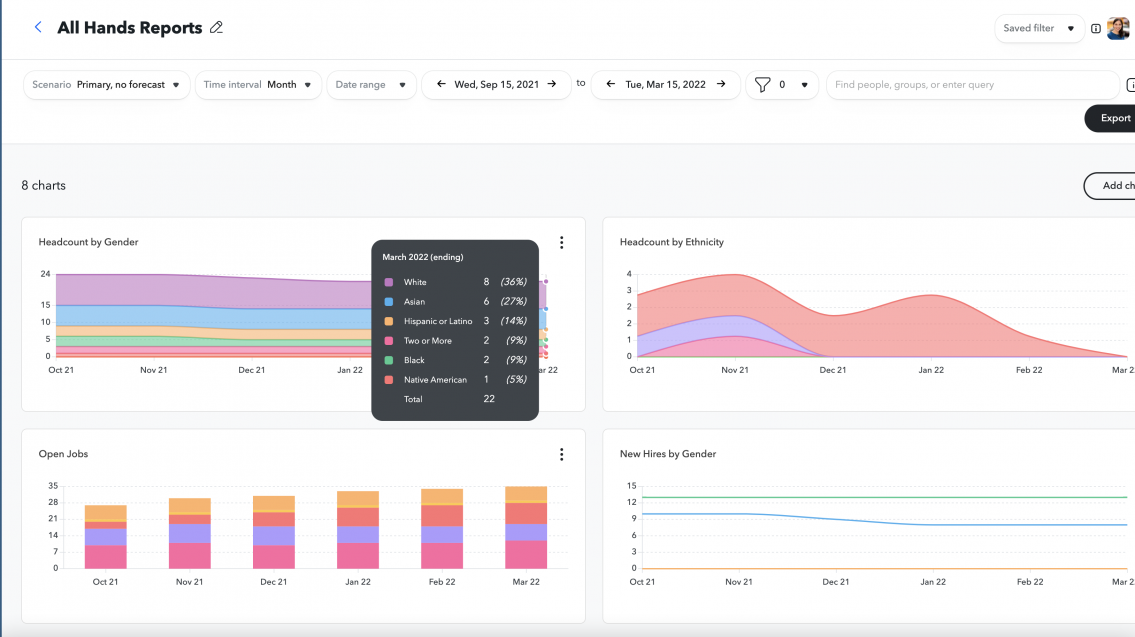 All Hands Reports
Saved filter
Scenario Primary, no forecast
Time interval Month
Date range
Wed, Sep 15, 2021
to
Tue, Mar 15, 2022
0
Find people, groups, or enter query
Export
8 charts
Add ch
Headcount by Gender
24
15
10
5
0
Oct 21 Nov 21 Dec 21 Jan 22 ar 22
March 2022 (ending)
White 8 (36%)
Asian 6 (27%)
Hispanic or Latino 3 (14%)
Two or More 2 (9%)
Black 2 (9%)
Native American 1 (5%)
Total 22
Headcount by Ethnicity
4
3
2
2
1
0
Oct 21 Nov 21 Dec 21 Jan 22 Feb 22 Mar 2
Open Jobs
35
28
21
14
7
0
Oct 21 Nov 21 Dec 21 Jan 22 Feb 22 Mar 22
New Hires by Gender
15
12
9
6
3
0
Oct 21 Nov 21 Dec 21 Jan 22 Feb 22 Mar 2